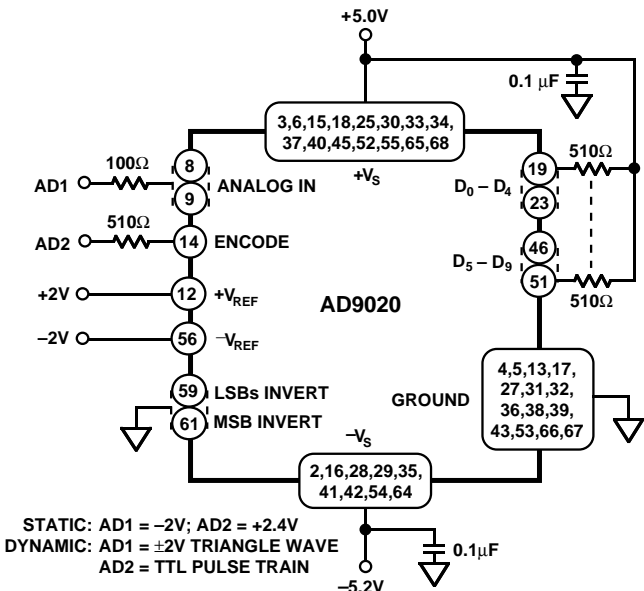 +5.0V
0.1 µF
3,6,15,18,25,30,33,34,
37,40,45,52,55,65,68
+VS
100Ω
AD1
8
9
ANALOG IN
510Ω
AD2
14
ENCODE
+2V
12
+VREF
–2V
56
–VREF
59
LSBs INVERT
61
MSB INVERT
AD9020
19
510Ω
D0 – D4
23
46
D5 – D9
51
510Ω
GROUND
4,5,13,17,
27,31,32,
36,38,39,
43,53,66,67
–VS
2,16,28,29,35,
41,42,54,64
0.1µF
–5.2V
STATIC: AD1 = –2V; AD2 = +2.4V
DYNAMIC: AD1 = ±2V TRIANGLE WAVE
AD2 = TTL PULSE TRAIN